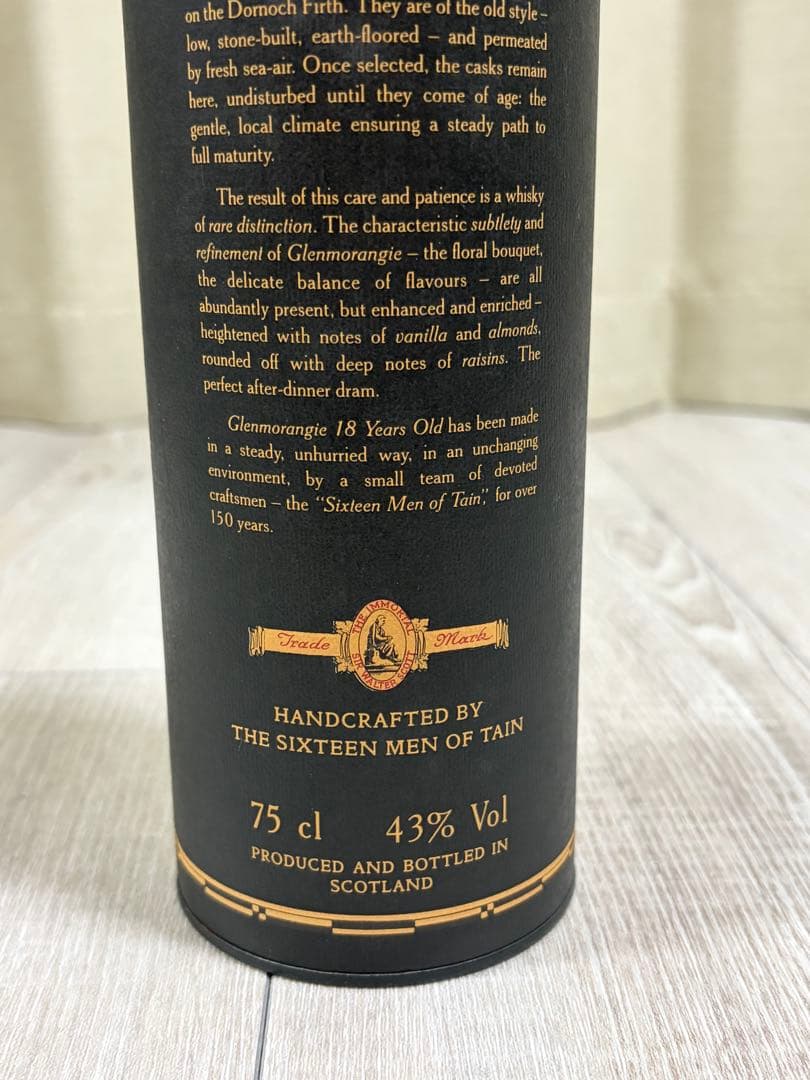 on the Dornoch Firth. They are of the old style –
low, stone-built, earth-floored – and permeated
by fresh sea-air. Once selected, the casks remain
here, undisturbed until they come of age: the
gentle, local climate ensuring a steady path to
full maturity.
The result of this care and patience is a whisky
of rare distinction. The characteristic subtlety and
refinement of Glenmorangie – the floral bouquet,
the delicate balance of flavours – are all
abundantly present, but enhanced and enriched –
heightened with notes of vanilla and almonds,
rounded off with deep notes of raisins. The
perfect after-dinner dram.
Glenmorangie 18 Years Old has been made
in a steady, unhurried way, in an unchanging
environment, by a small team of devoted
craftsmen – the “Sixteen Men of Tain”, for over
150 years.
Trade Mark
THE IMMORTAL
SIR WALTER SCOTT
HANDCRAFTED BY
THE SIXTEEN MEN OF TAIN
75 cl 43% Vol
PRODUCED AND BOTTLED IN
SCOTLAND